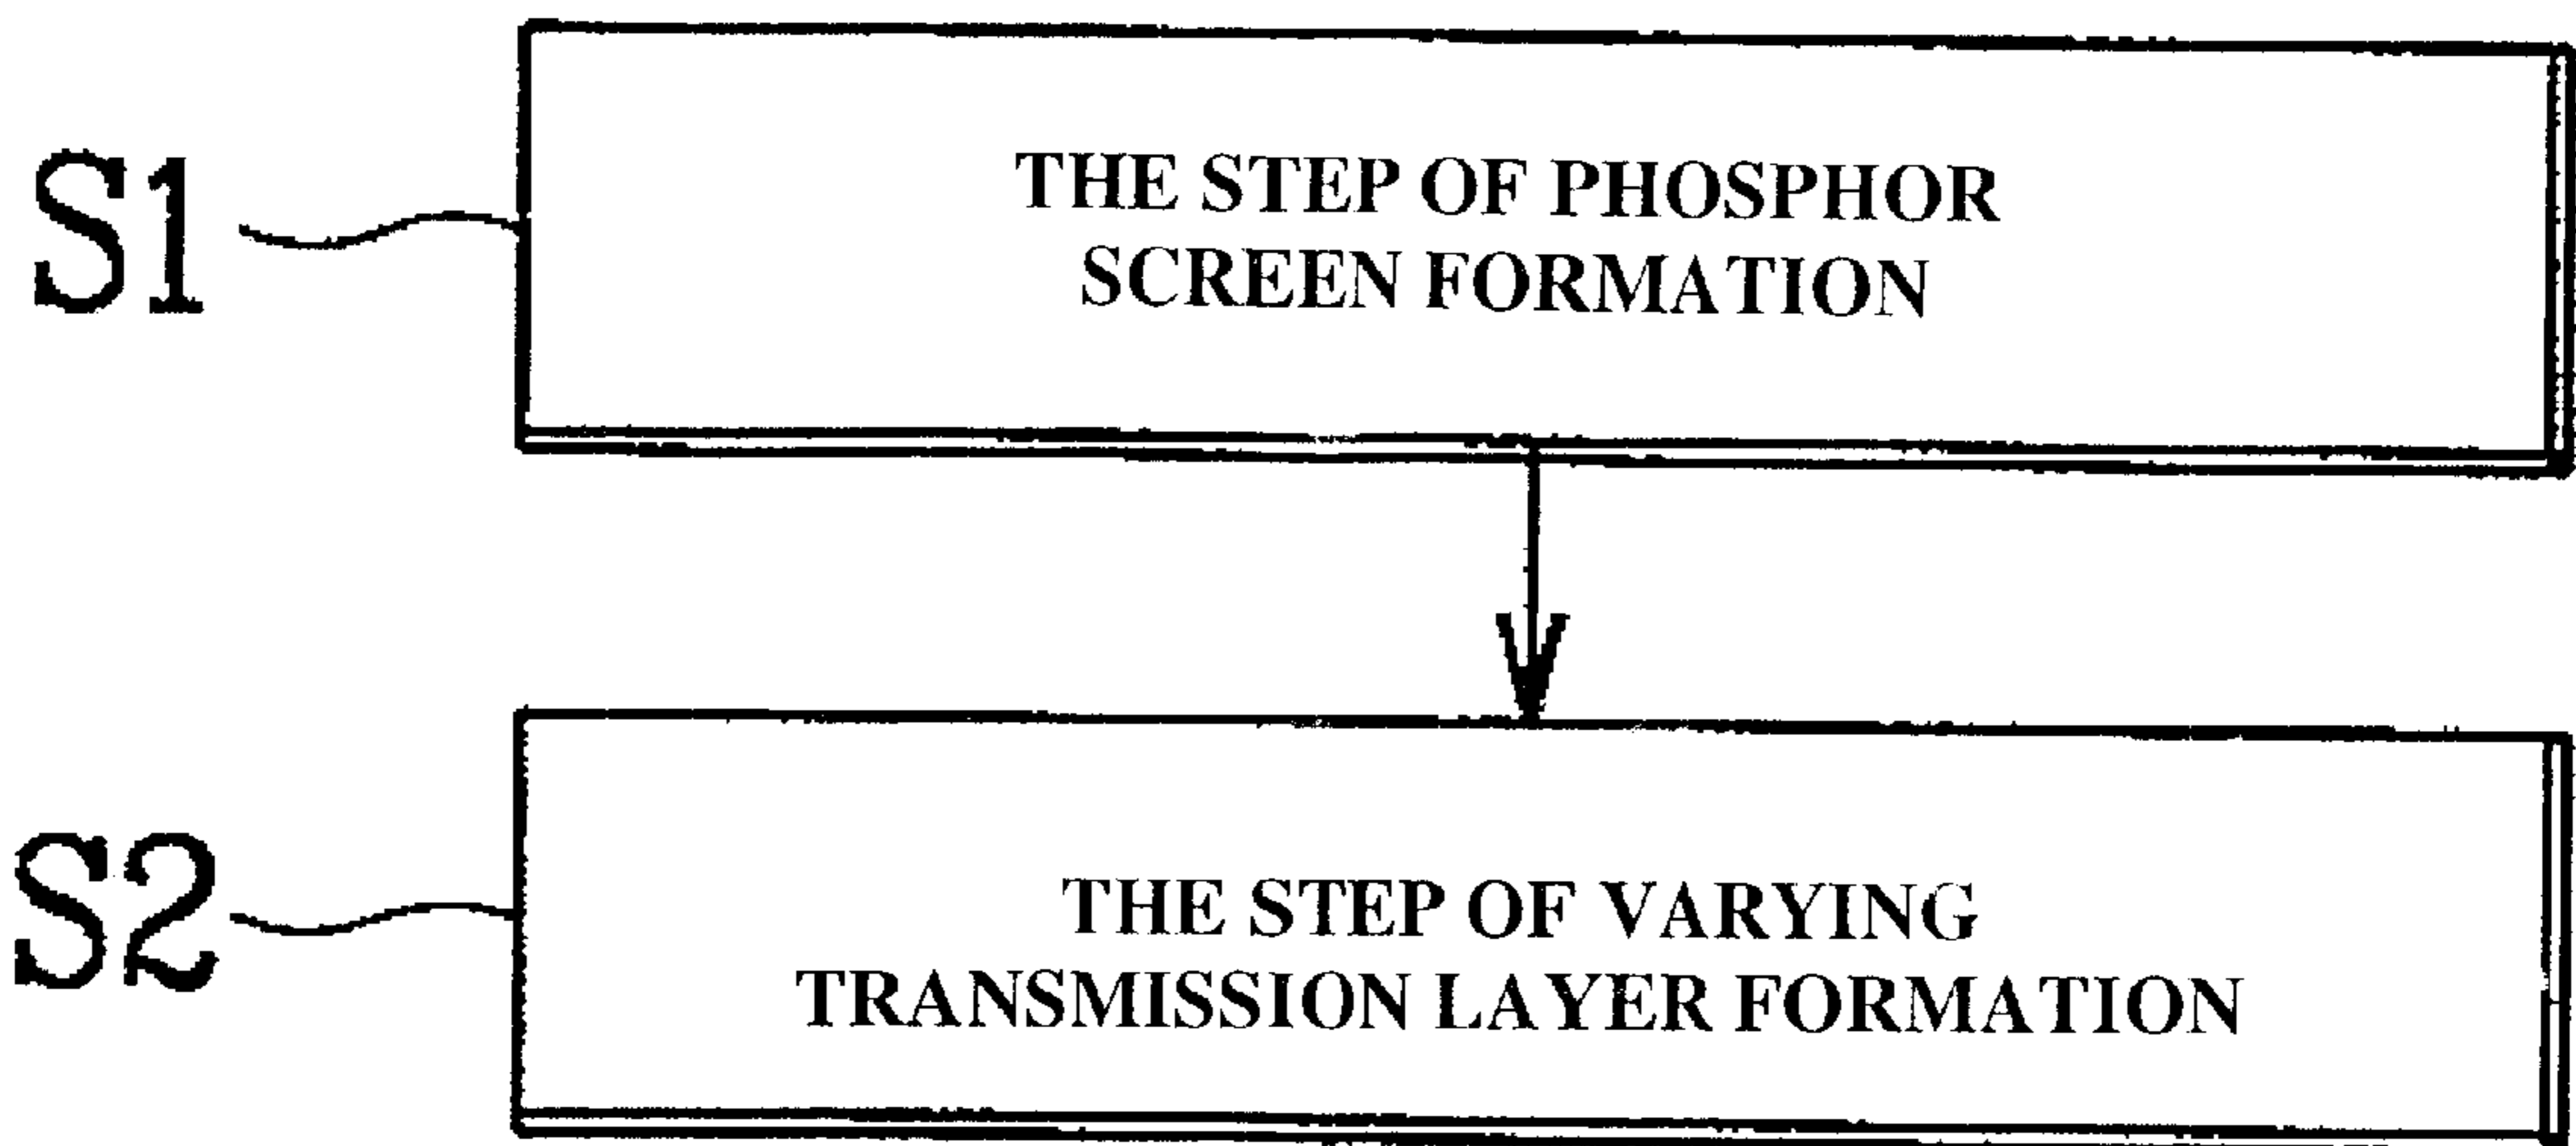 S1
THE STEP OF PHOSPHOR
SCREEN FORMATION
S2
THE STEP OF VARYING
TRANSMISSION LAYER FORMATION